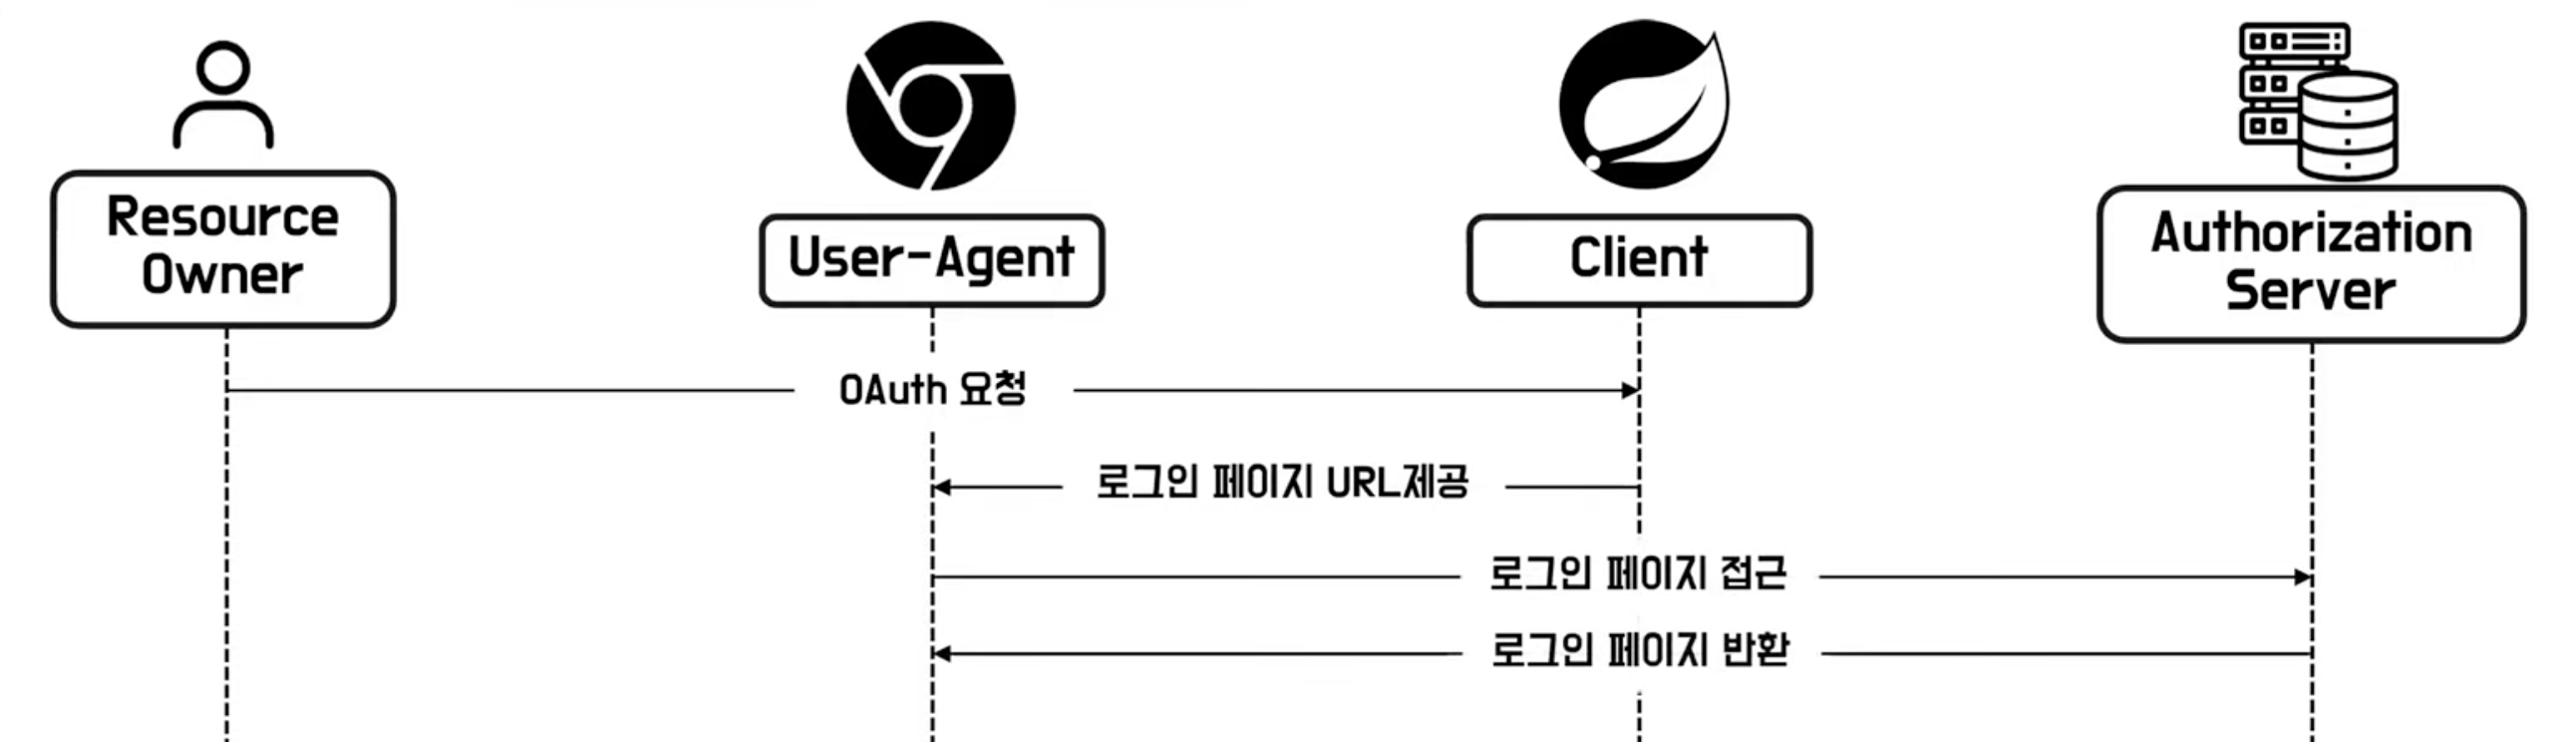 Resource
Owner
User-Agent
Client
Authorization
Server
OAuth 요청
로그인 페이지 URL제공
로그인 페이지 접근
로그인 페이지 반환